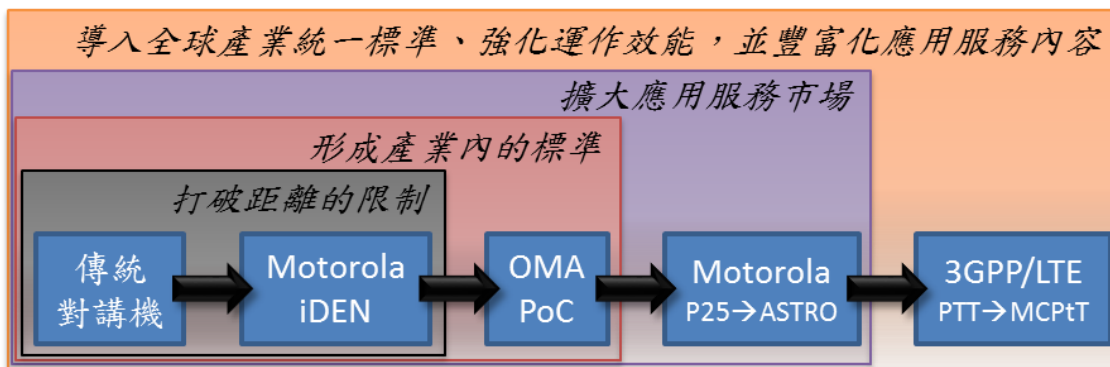 導入全球產業統一標準、強化運作效能，並豐富化應用服務內容
擴大應用服務市場
形成產業內的標準
打破距離的限制
傳統
對講機
Motorola
iDEN
OMA
PoC
Motorola
P25→ASTRO
3GPP/LTE
PTT→MCPtT